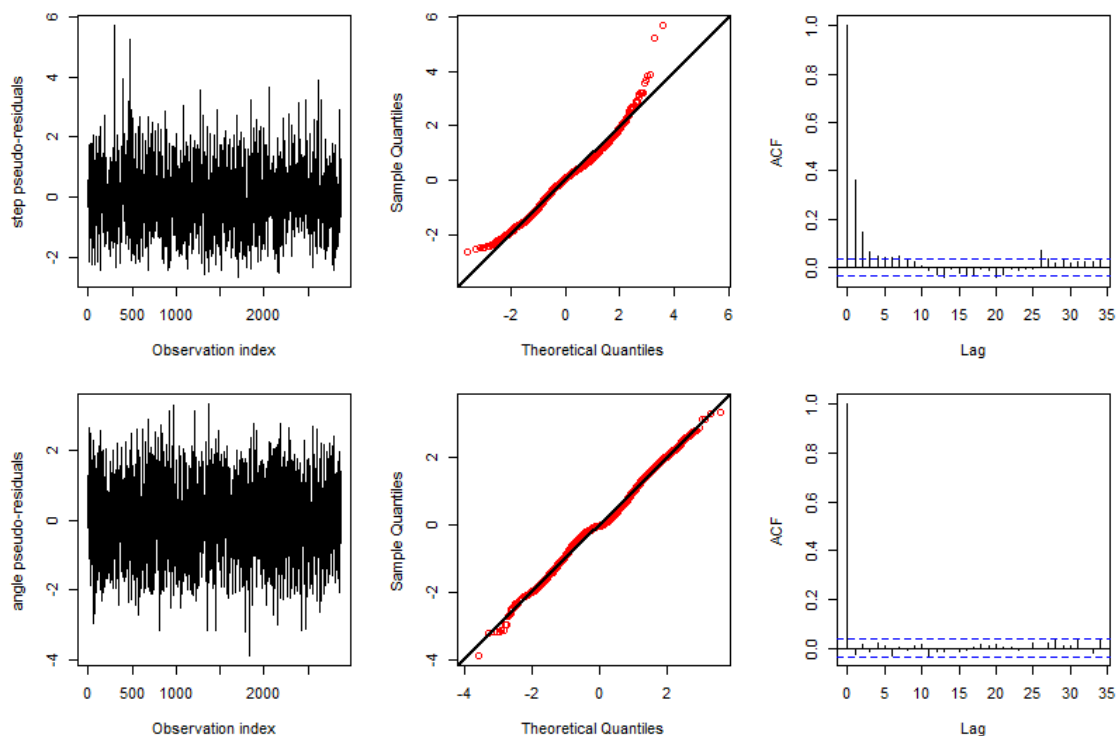 step pseudo-residuals
-2 0 2 4 6
0 500 1000 2000
Observation index
Sample Quantiles
-2 0 2 4 6
-2 0 2 4 6
Theoretical Quantiles
ACF
0.0 0.2 0.4 0.6 0.8 1.0
0 5 10 15 20 25 30 35
Lag
angle pseudo-residuals
-4 -2 0 2
0 500 1000 2000
Observation index
Sample Quantiles
-4 -2 0 2
-4 -2 0 2
Theoretical Quantiles
ACF
0.0 0.2 0.4 0.6 0.8 1.0
0 5 10 15 20 25 30 35
Lag